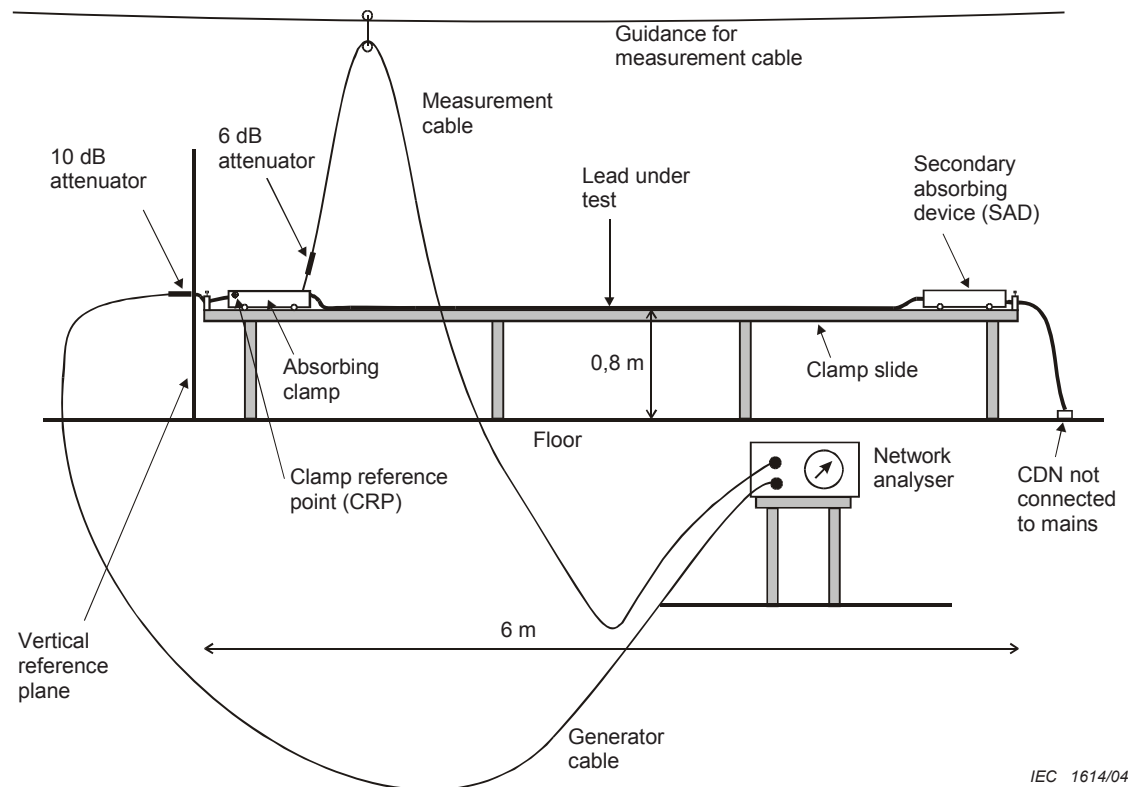 Guidance for
measurement cable
Measurement
cable
6 dB
attenuator
10 dB
attenuator
Lead under
test
Secondary
absorbing
device (SAD)
Absorbing
clamp
0,8 m
Clamp slide
Floor
Clamp reference
point (CRP)
Network
analyser
CDN not
connected
to mains
Vertical
reference
plane
6 m
Generator
cable
IEC 1614/04